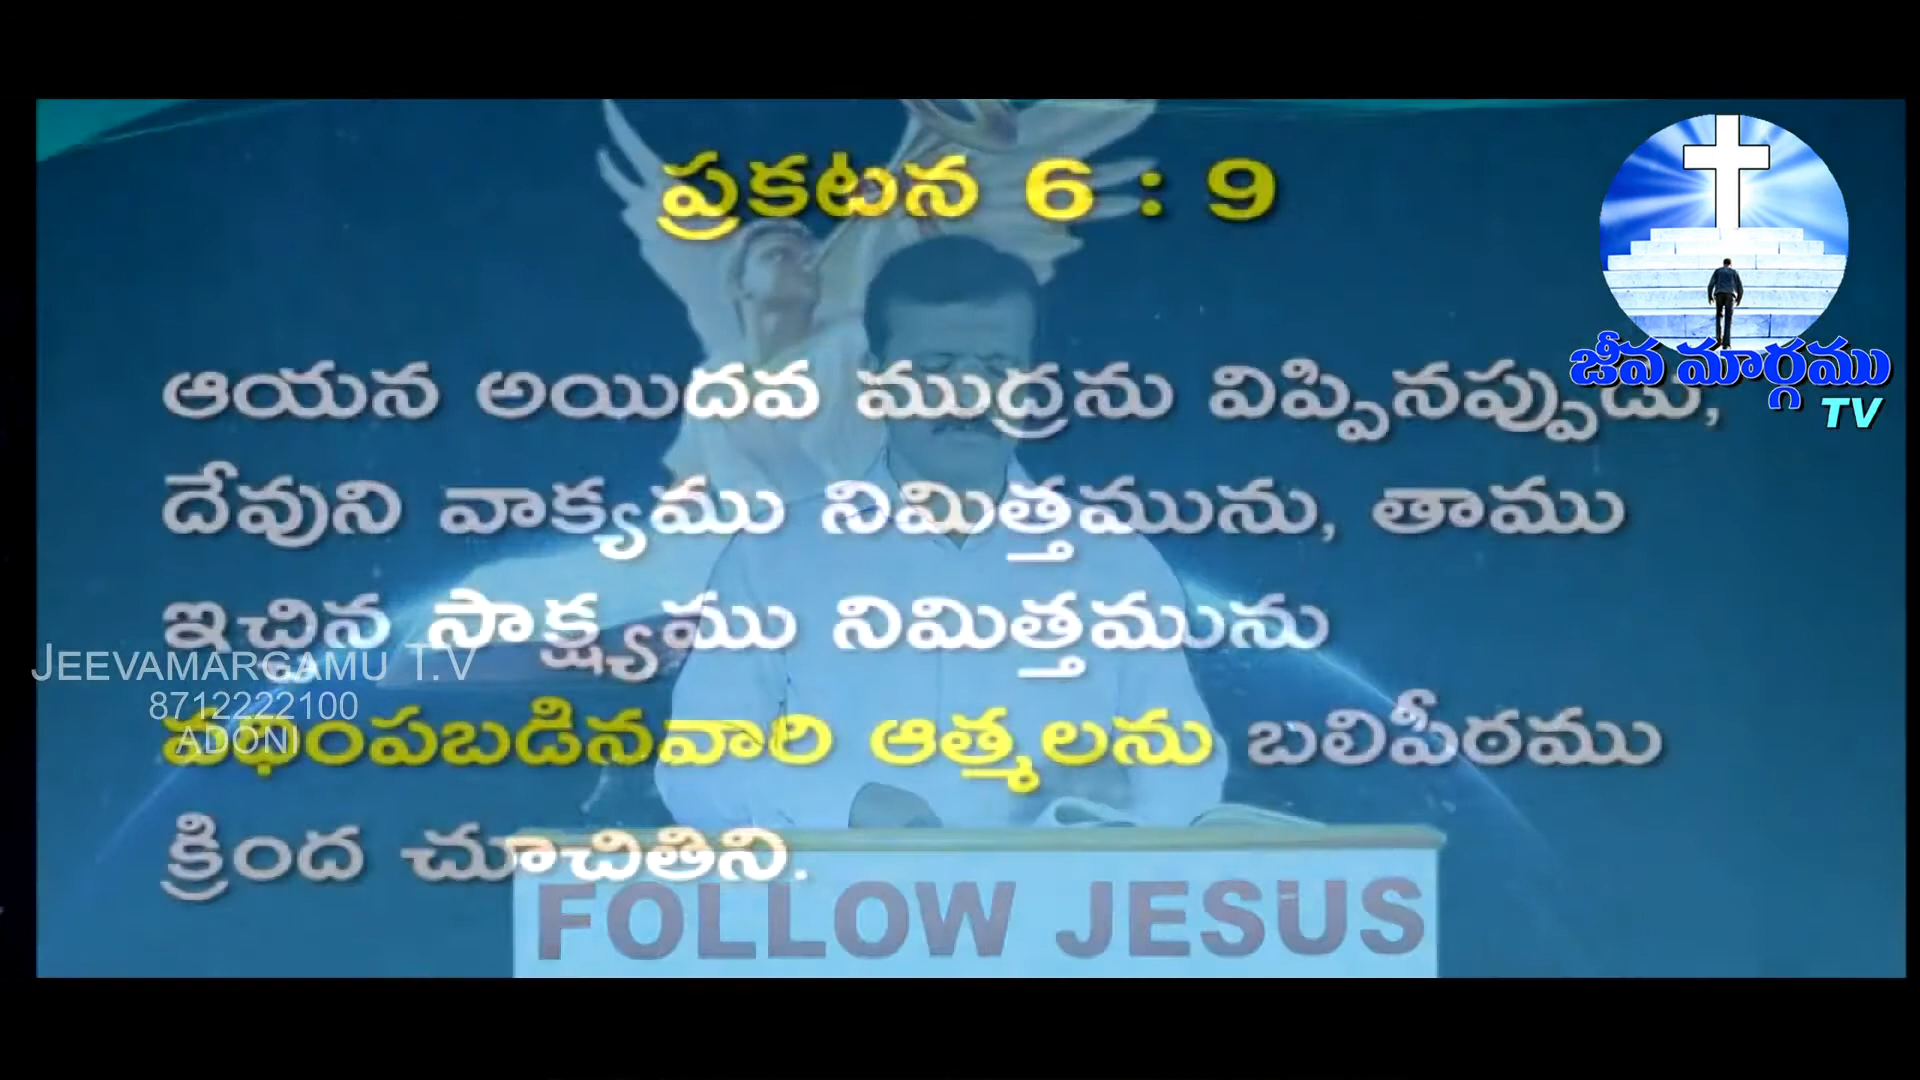 ప్రకటన 6 : 9
ఆయన అయిదవ ముద్రను విప్పినప్పుడు,
దేవుని వాక్యము నిమిత్తమును, తాము
ఇచ్చిన సాక్ష్యము నిమిత్తమును
వధింపబడినవారి ఆత్మలను బలిపీఠము
క్రింద చూచితిని.
జీవ మార్గము
TV
JEEVAMARGAMU T.V
8712222100
ADONI
FOLLOW JESUS